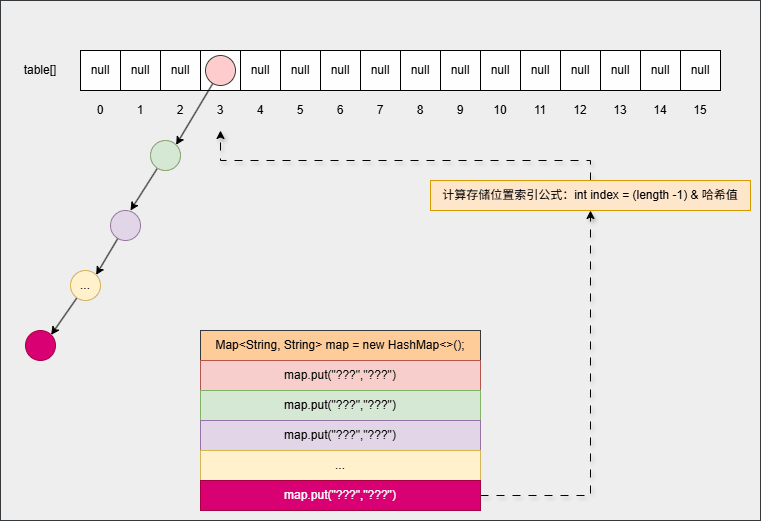 table[]
null null null null null null null null null null null null null null null
0 1 2 3 4 5 6 7 8 9 10 11 12 13 14 15
计算存储位置索引公式：int index = (length -1) & 哈希值
...
Map<String, String> map = new HashMap<>();
map.put("???","???")
map.put("???","???")
map.put("???","???")
...
map.put("???","???")